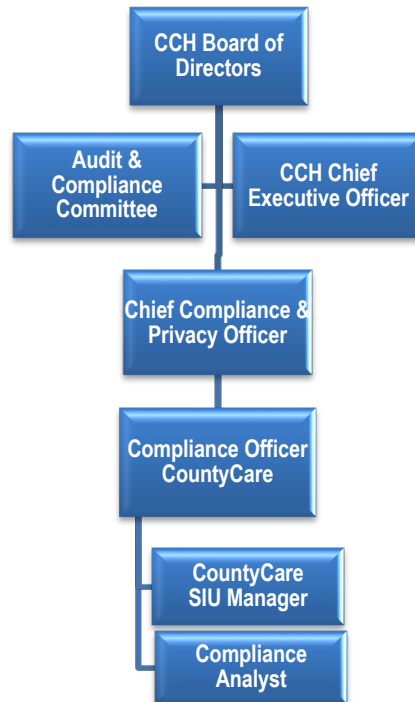 CCH Board of
Directors
Audit &
Compliance
Committee
CCH Chief
Executive Officer
Chief Compliance &
Privacy Officer
Compliance Officer
CountyCare
CountyCare
SIU Manager
Compliance
Analyst